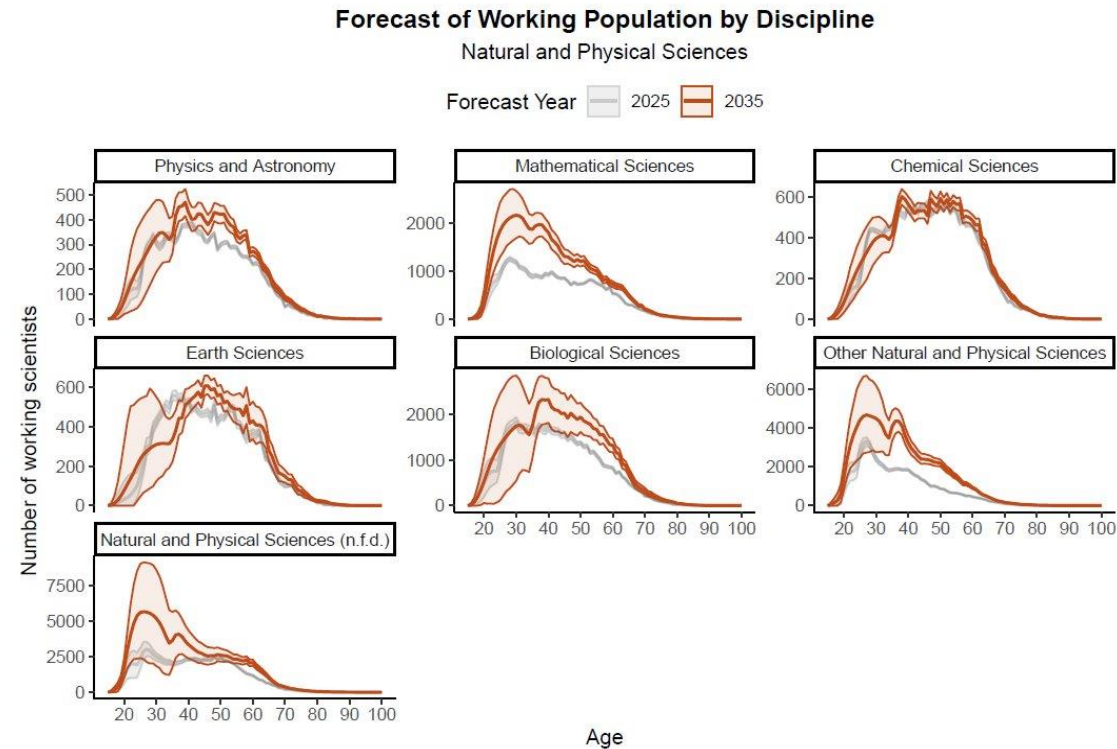 Forecast of Working Population by Discipline
Natural and Physical Sciences
Forecast Year 2025 2035
Physics and Astronomy
Mathematical Sciences
Chemical Sciences
500
400
300
200
100
0
2000
1000
0
600
400
200
0
Earth Sciences
Biological Sciences
Other Natural and Physical Sciences
600
400
200
0
2000
1000
0
6000
4000
2000
0
20 30 40 50 60 70 80 90 100
20 30 40 50 60 70 80 90 100
Natural and Physical Sciences (n.f.d.)
7500
5000
2500
0
20 30 40 50 60 70 80 90 100
Number of working scientists
Age